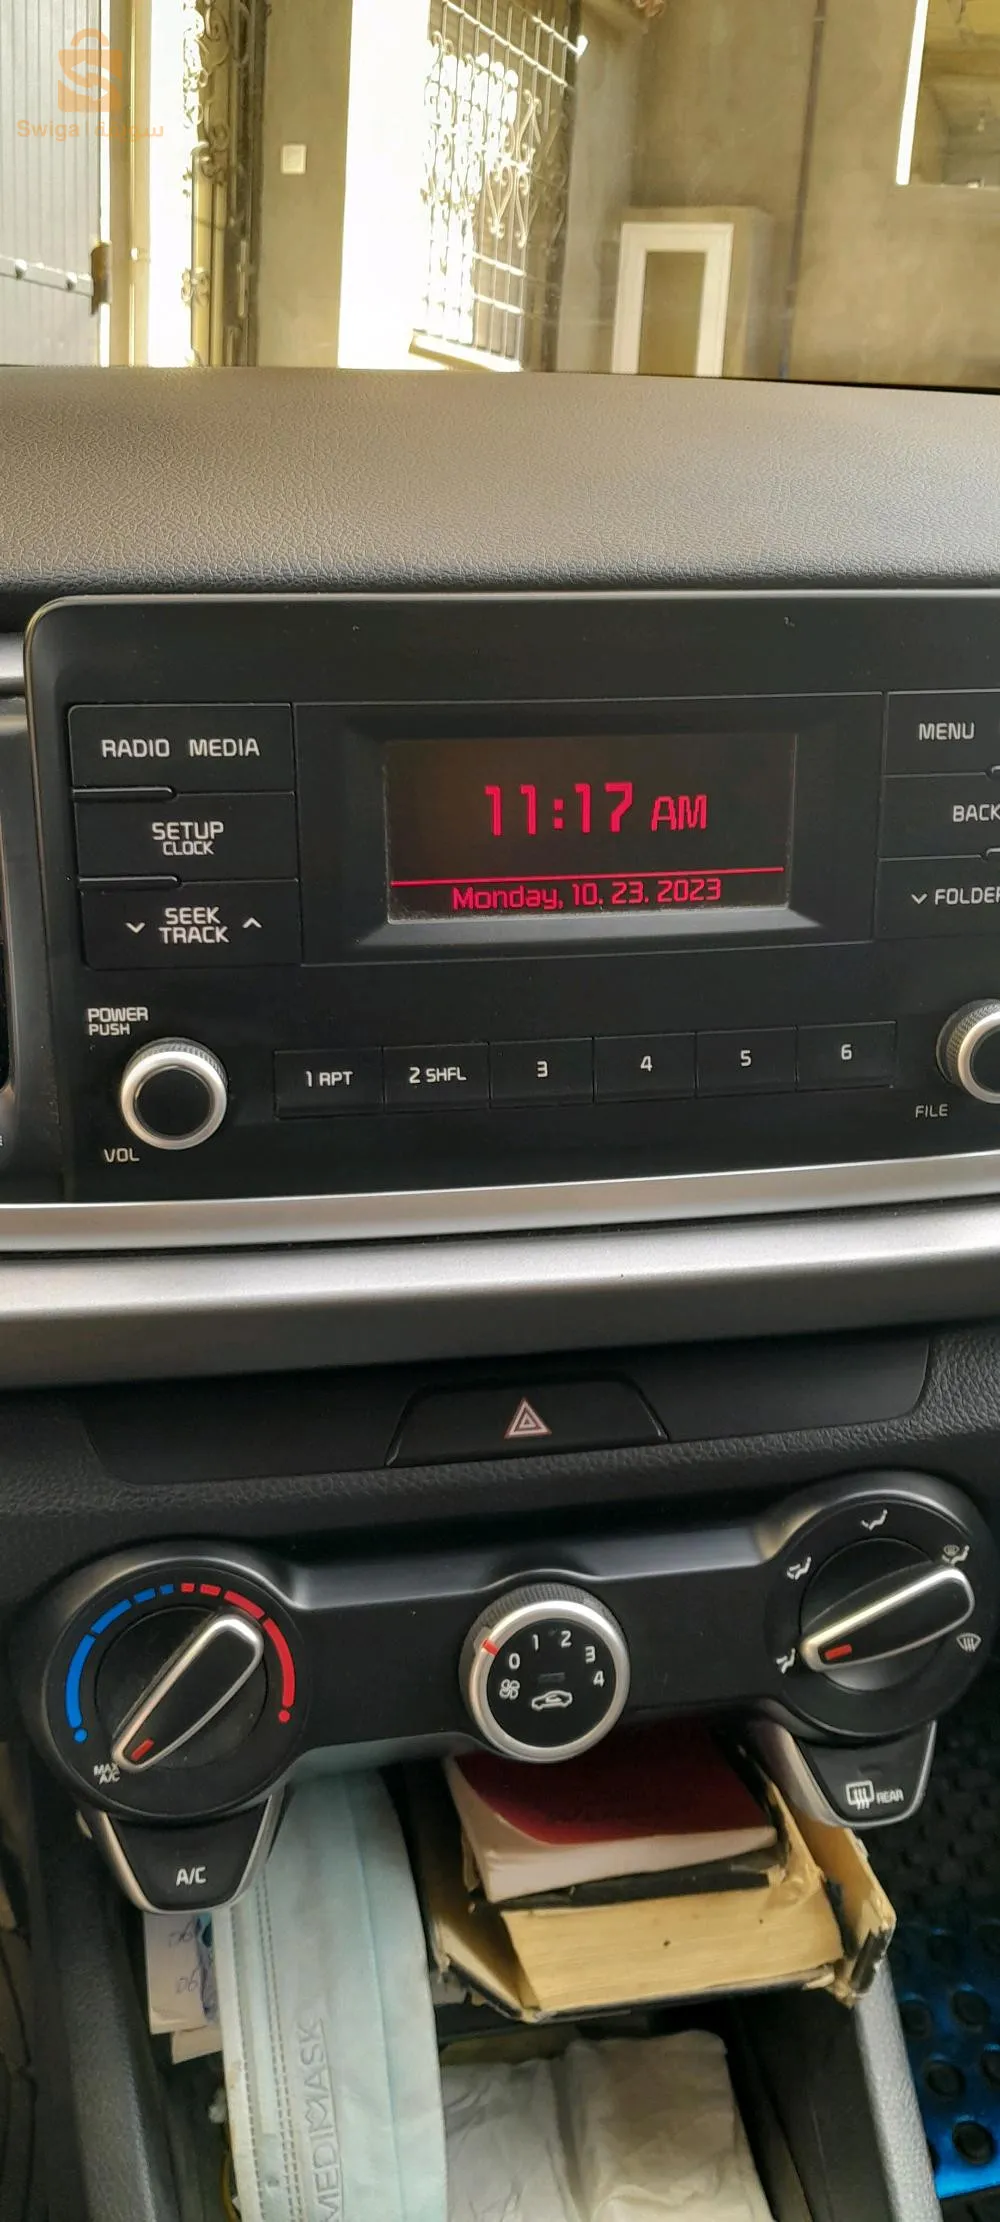 Swiga سويقة
RADIO MEDIA
SETUP
CLOCK
SEEK
TRACK
11:17 AM
Monday, 10. 23. 2023
MENU
BACK
FOLDER
POWER
PUSH
VOL
1 RPT
2 SHFL
3
4
5
6
FILE
0
1
2
3
4
MAX
A/C
A/C
REAR
MEDIMASK